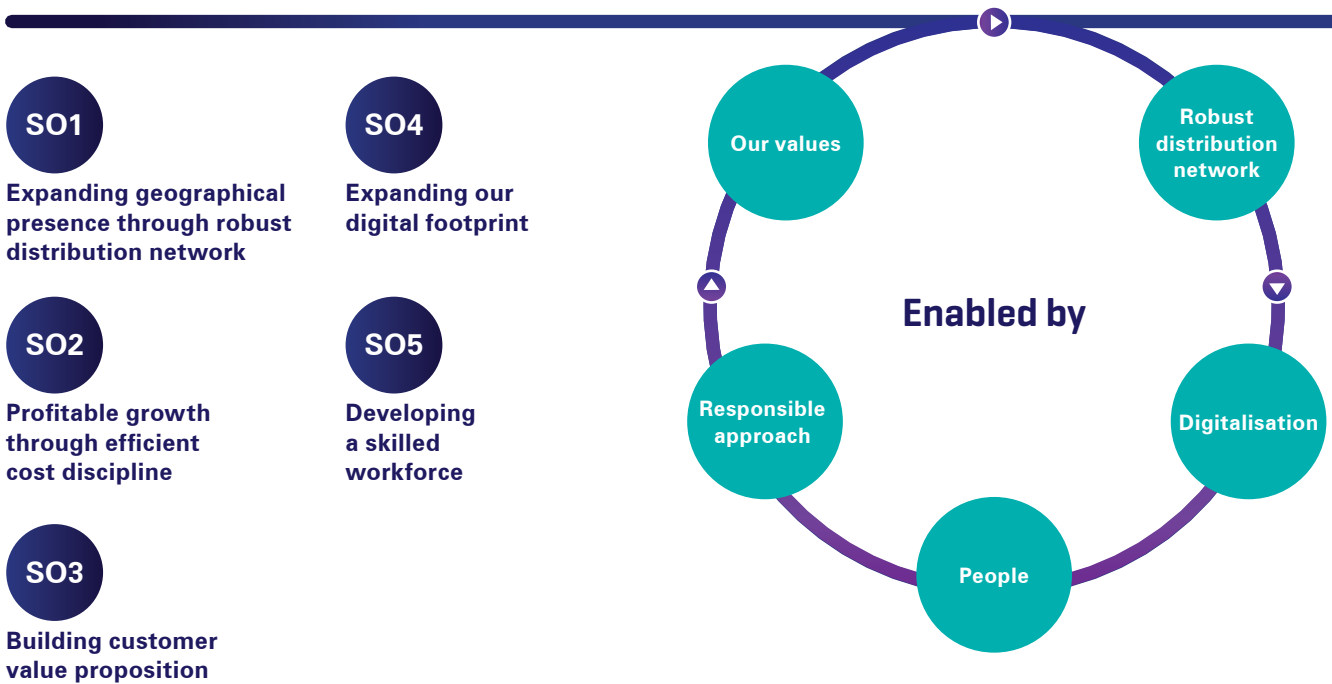 SO1
Expanding geographical
presence through robust
distribution network
SO2
Profitable growth
through efficient
cost discipline
SO3
Building customer
value proposition
SO4
Expanding our
digital footprint
SO5
Developing
a skilled
workforce
Enabled by
Our values
Robust
distribution
network
Digitalisation
People
Responsible
approach